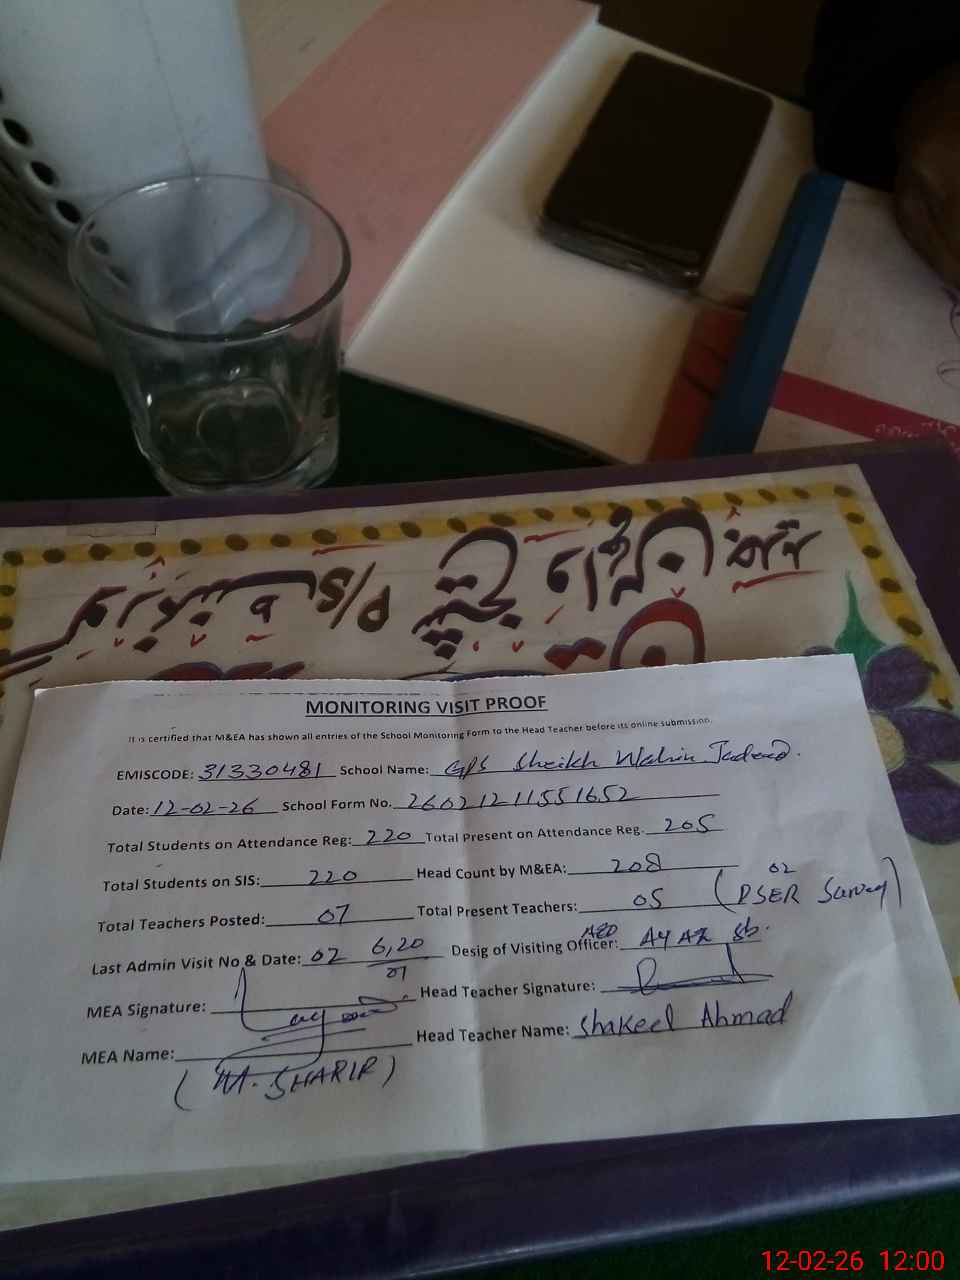 MONITORING VISIT PROOF
It is certified that M&EA has shown all entries of the School Monitoring Form to the Head Teacher before its online submission.
EMISCODE: 31330481 School Name: GPS Sheikh Wahin Jadeed.
Date: 12-02-26 School Form No. 26021211551652
Total Students on Attendance Reg: 220 Total Present on Attendance Reg. 205
Total Students on SIS: 220 Head Count by M&EA: 208
Total Teachers Posted: 07 Total Present Teachers: 05 (02 PSER Survey)
Last Admin Visit No & Date: 02 6,20/01 Desig of Visiting Officer: AEO AYAZ Sb.
MEA Signature: Head Teacher Signature:
MEA Name: Head Teacher Name: Shakeel Ahmad
(M. SHARIF)
12-02-26 12:00